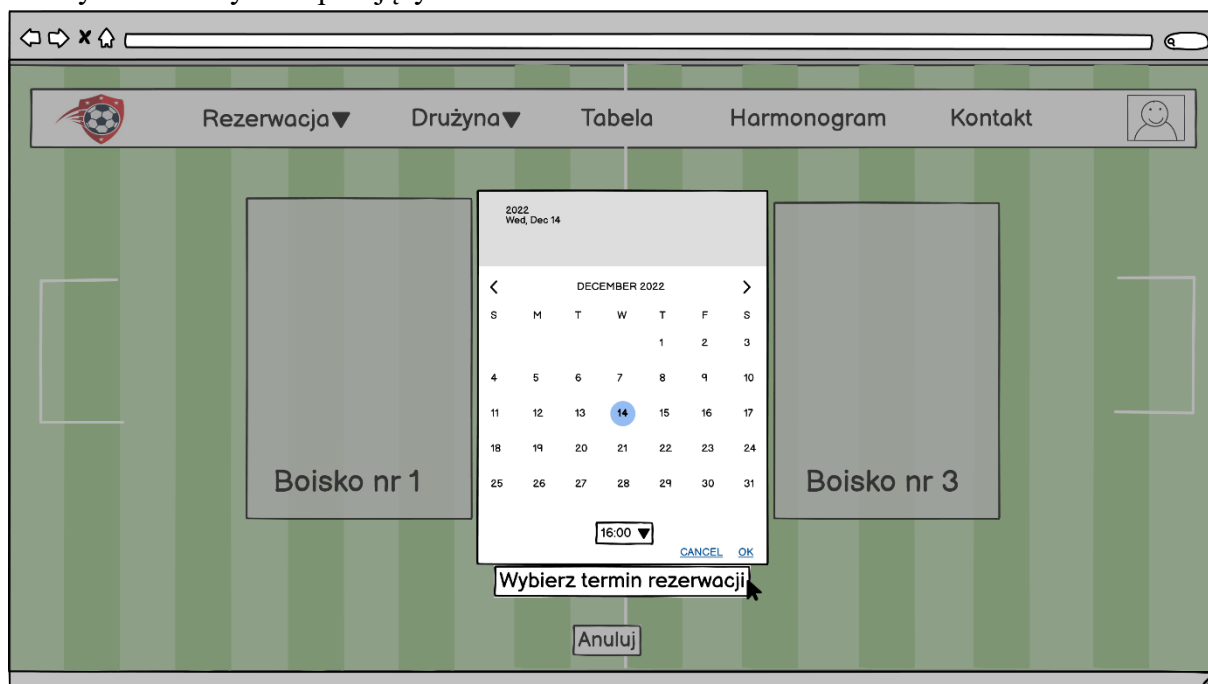 Rezerwacja▼ Drużyna▼ Tabela Harmonogram Kontakt
2022
Wed, Dec 14
DECEMBER 2022
S M T W T F S
1 2 3
4 5 6 7 8 9 10
11 12 13 14 15 16 17
18 19 20 21 22 23 24
25 26 27 28 29 30 31
Boisko nr 1
Boisko nr 3
16:00 ▼
CANCEL OK
Wybierz termin rezerwacji
Anuluj